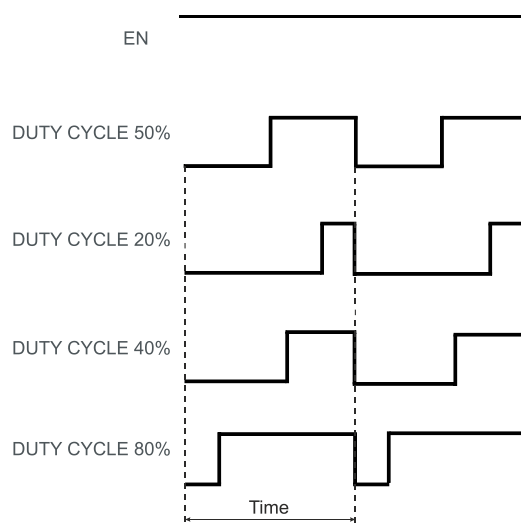 EN
DUTY CYCLE 50%
DUTY CYCLE 20%
DUTY CYCLE 40%
DUTY CYCLE 80%
Time